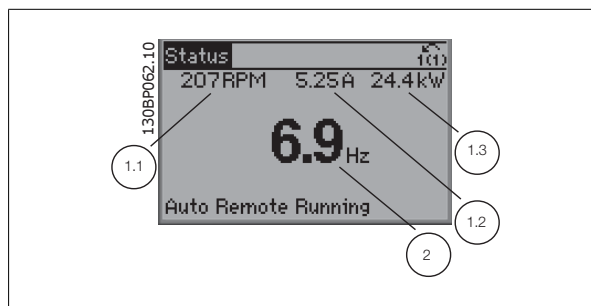 130BP062.10
Status
1(1)
207RPM 5.25A 24.4kW
1.1
6.9Hz
1.3
1.2
Auto Remote Running
2